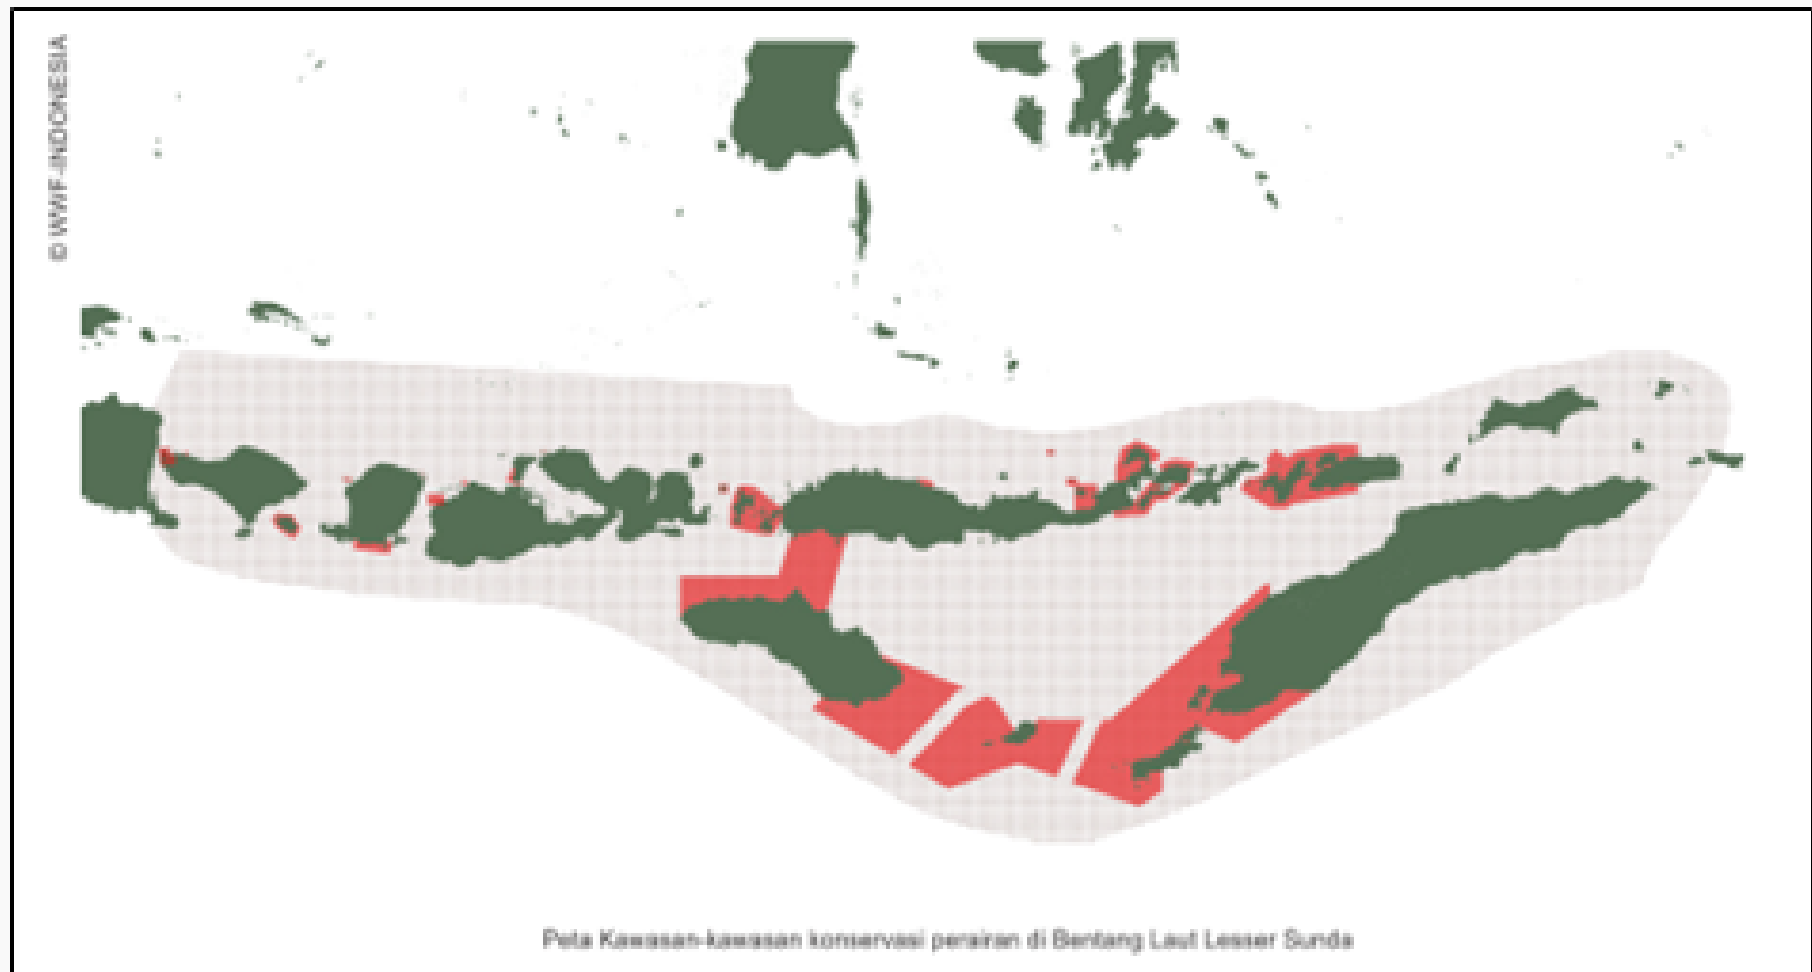 © WWF-INDONESIA
Peta Kawasan-kawasan konservasi perairan di Bentang Laut Lesser Sunda